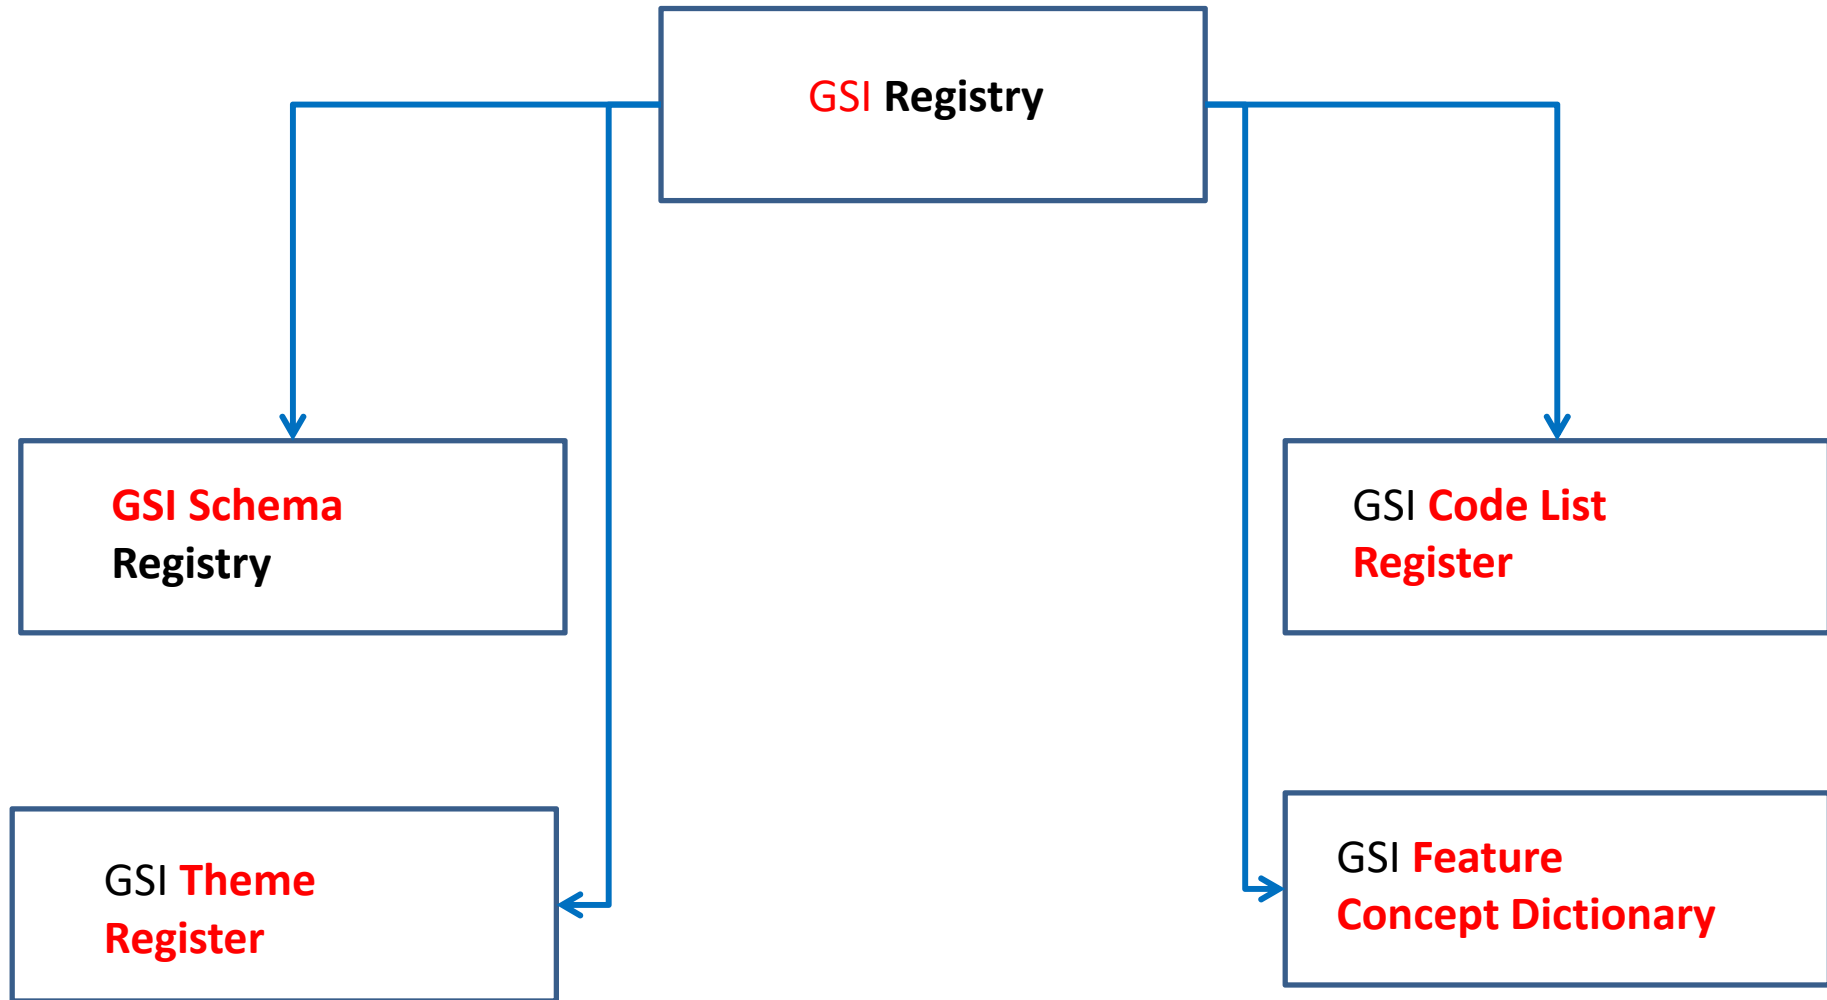 GSI Registry
GSI Schema
Registry
GSI Code List
Register
GSI Theme
Register
GSI Feature
Concept Dictionary